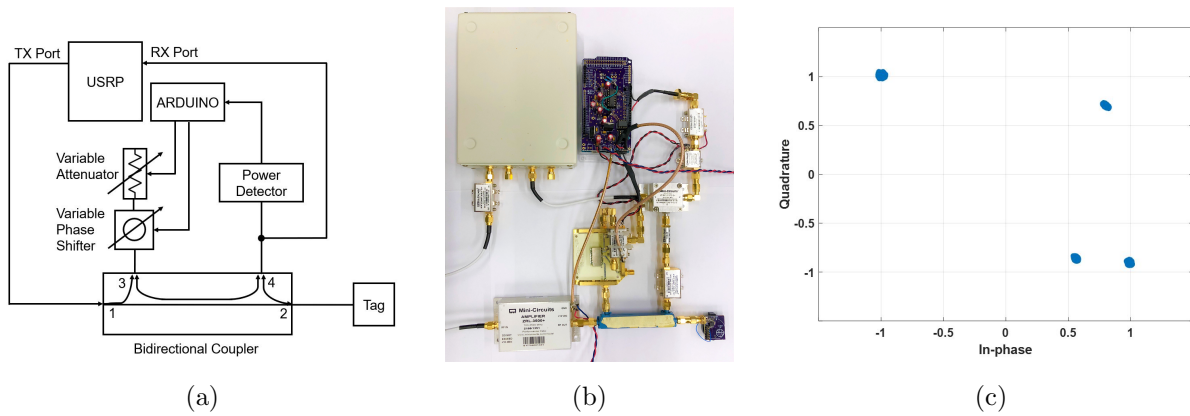 TX Port
RX Port
USRP
ARDUINO
Variable
Attenuator
Power
Detector
Variable
Phase
Shifter
3
4
1
2
Tag
Bidirectional Coupler
(a)
Mini-Circuits
AMPLIFIER
(b)
Quadrature
1
0.5
0
-0.5
-1
-1
0
0.5
1
In-phase
(c)